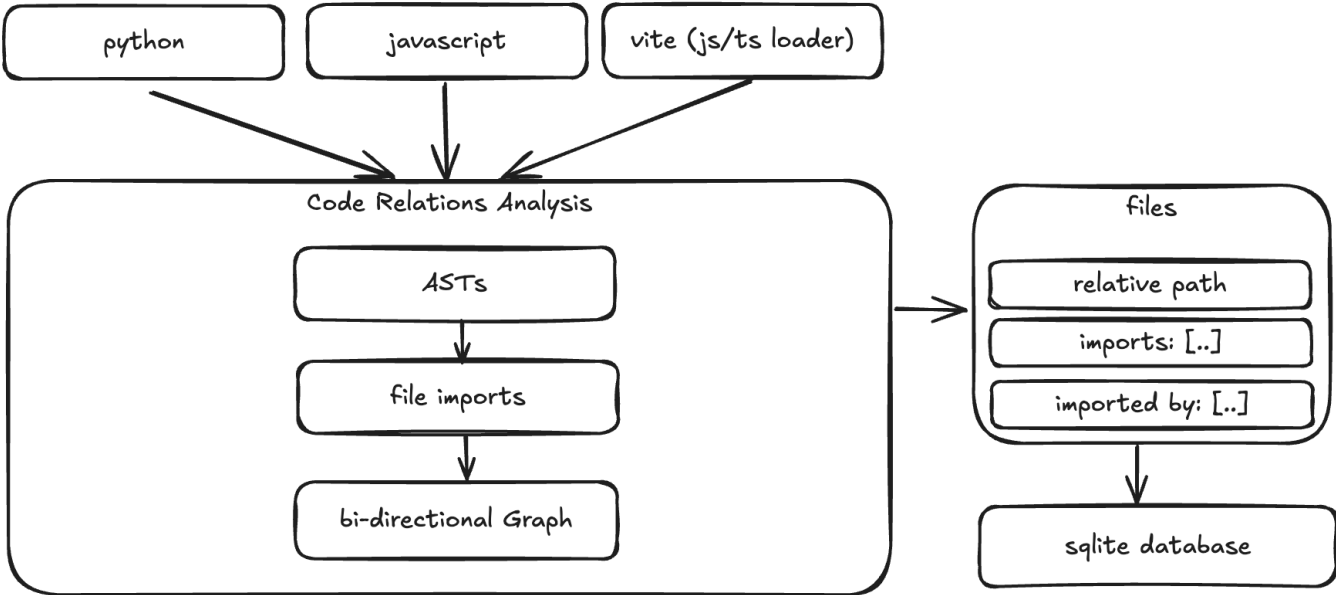 python
javascript
vite (js/ts loader)
Code Relations Analysis
ASTs
file imports
bi-directional Graph
files
relative path
imports: [..]
imported by: [..]
sqlite database